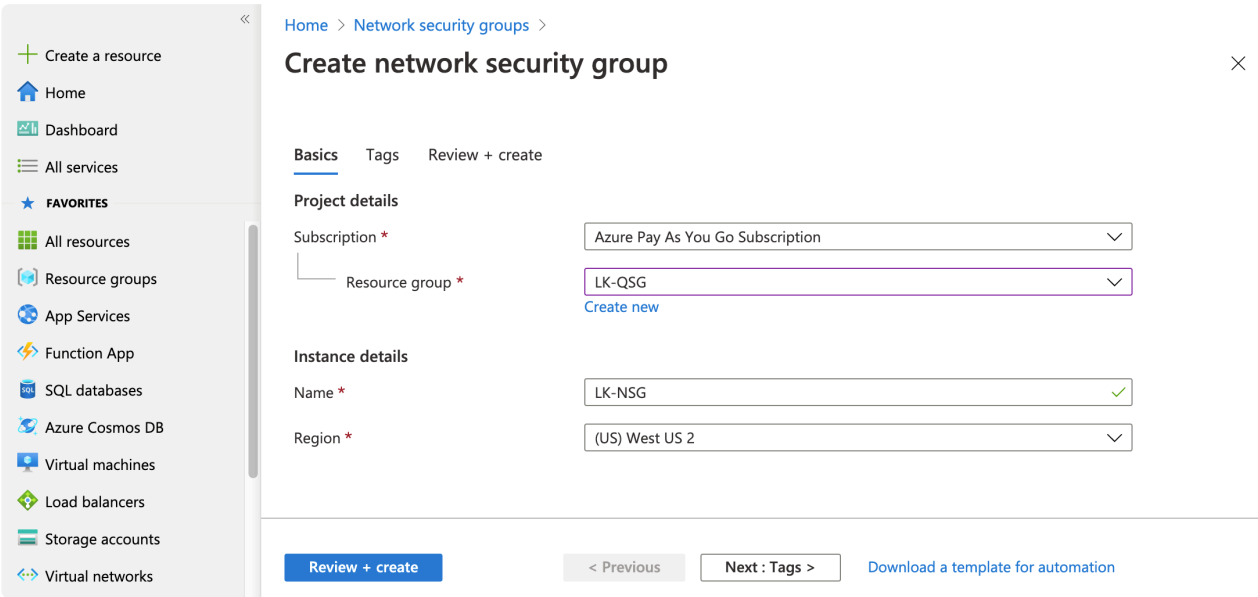 «
Create a resource
Home
Dashboard
All services
FAVORITES
All resources
Resource groups
App Services
Function App
SQL databases
Azure Cosmos DB
Virtual machines
Load balancers
Storage accounts
Virtual networks
Home > Network security groups >
Create network security group
Basics Tags Review + create
Project details
Subscription * Azure Pay As You Go Subscription
Resource group * LK-QSG
Create new
Instance details
Name * LK-NSG
Region * (US) West US 2
Review + create < Previous Next : Tags > Download a template for automation